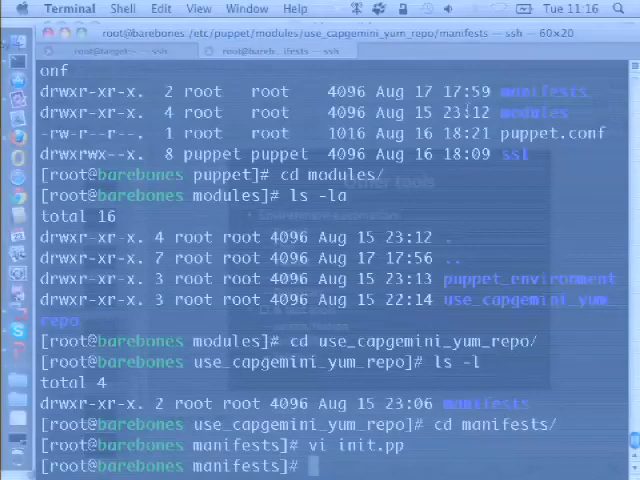 Terminal Shell Edit View Window Help Tue 11:16
root@barebones:/etc/puppet/modules/use_capgemini_yum_repo/manifests — ssh — 60×20
onf
drwxr-xr-x. 2 root root 4096 Aug 17 17:59 manifests
drwxr-xr-x. 4 root root 4096 Aug 15 23:12 modules
-rw-r--r--. 1 root root 1016 Aug 16 18:21 puppet.conf
drwxrwx--x. 8 puppet puppet 4096 Aug 16 18:09 ssl
[root@barebones puppet]# cd modules/
Other tools
[root@barebones modules]# ls -la
total 16
drwxr-xr-x. 4 root root 4096 Aug 15 23:12 .
drwxr-xr-x. 7 root root 4096 Aug 17 17:56 ..
drwxr-xr-x. 3 root root 4096 Aug 15 23:13 puppet_environment
drwxr-xr-x. 3 root root 4096 Aug 15 22:14 use_capgemini_yum_
repo
[root@barebones modules]# cd use_capgemini_yum_repo/
[root@barebones use_capgemini_yum_repo]# ls -l
total 4
drwxr-xr-x. 2 root root 4096 Aug 15 23:06 manifests
[root@barebones use_capgemini_yum_repo]# cd manifests/
[root@barebones manifests]# vi init.pp
[root@barebones manifests]#